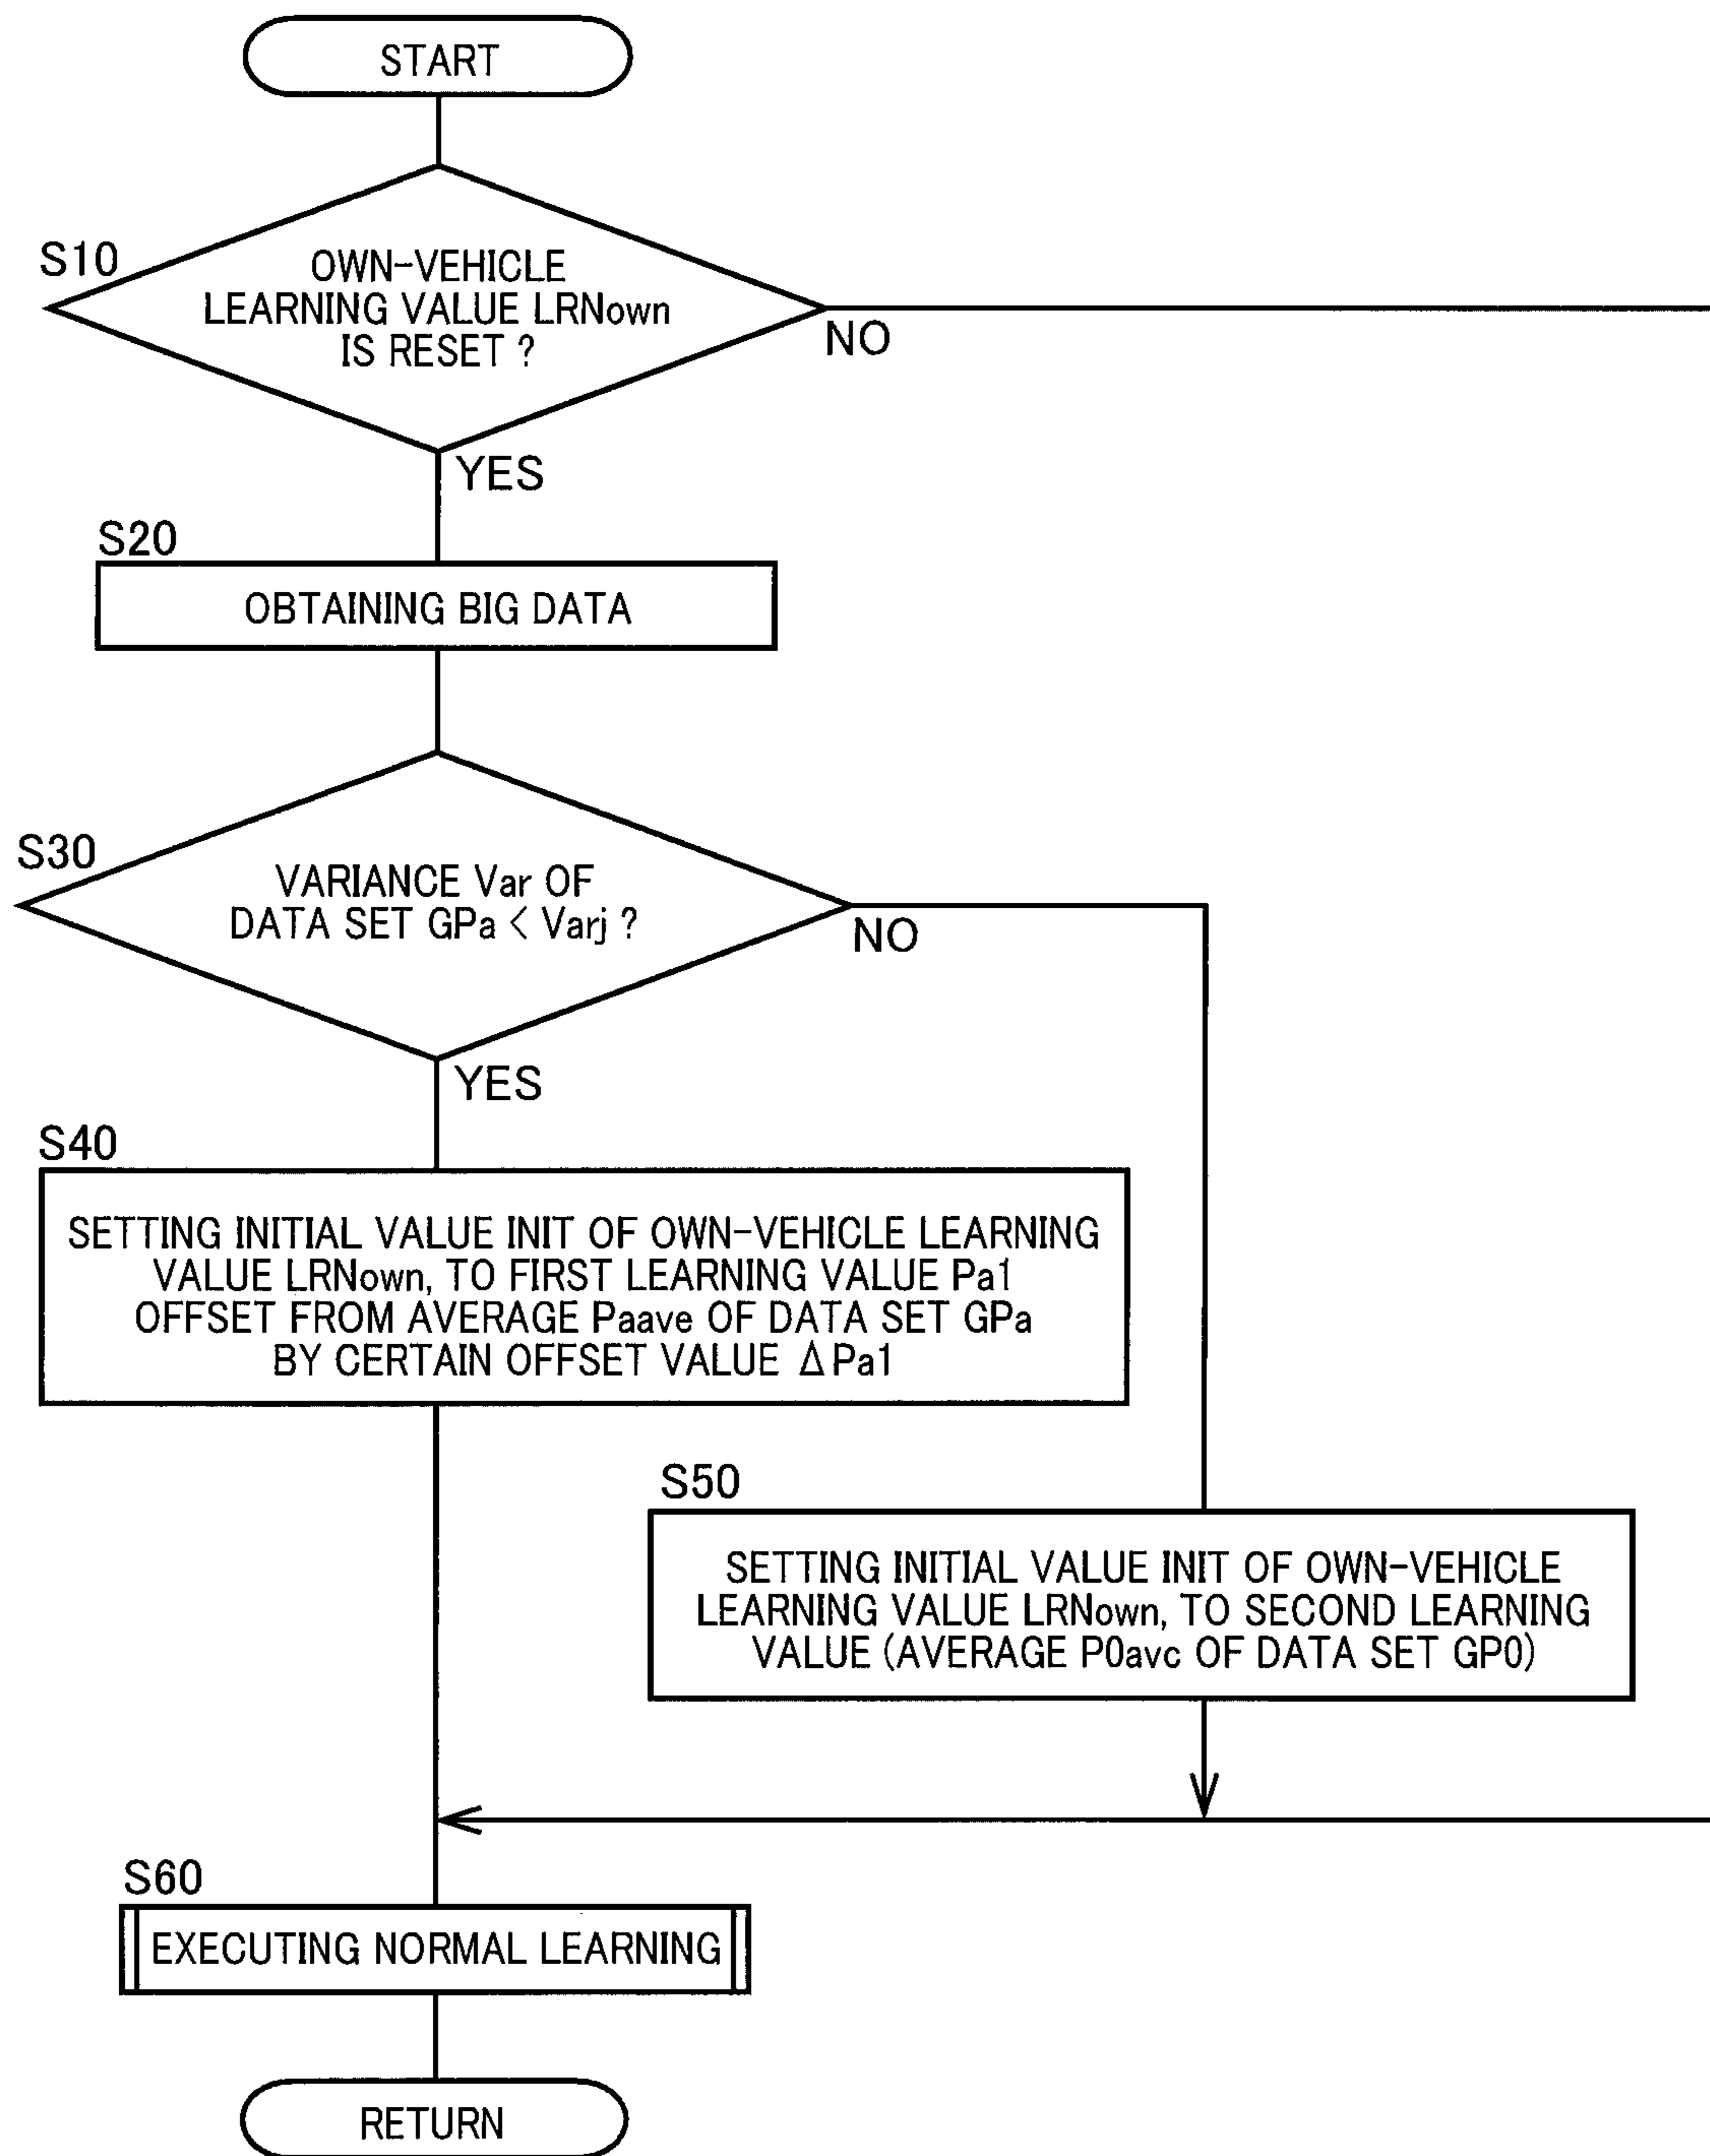 START
S10
OWN-VEHICLE
LEARNING VALUE LRNown
IS RESET ?
NO
YES
S20
OBTAINING BIG DATA
S30
VARIANCE Var OF
DATA SET GPa < Varj ?
NO
YES
S40
SETTING INITIAL VALUE INIT OF OWN-VEHICLE LEARNING
VALUE LRNown, TO FIRST LEARNING VALUE Pa1
OFFSET FROM AVERAGE Paave OF DATA SET GPa
BY CERTAIN OFFSET VALUE ΔPa1
S50
SETTING INITIAL VALUE INIT OF OWN-VEHICLE
LEARNING VALUE LRNown, TO SECOND LEARNING
VALUE (AVERAGE P0avc OF DATA SET GP0)
S60
EXECUTING NORMAL LEARNING
RETURN